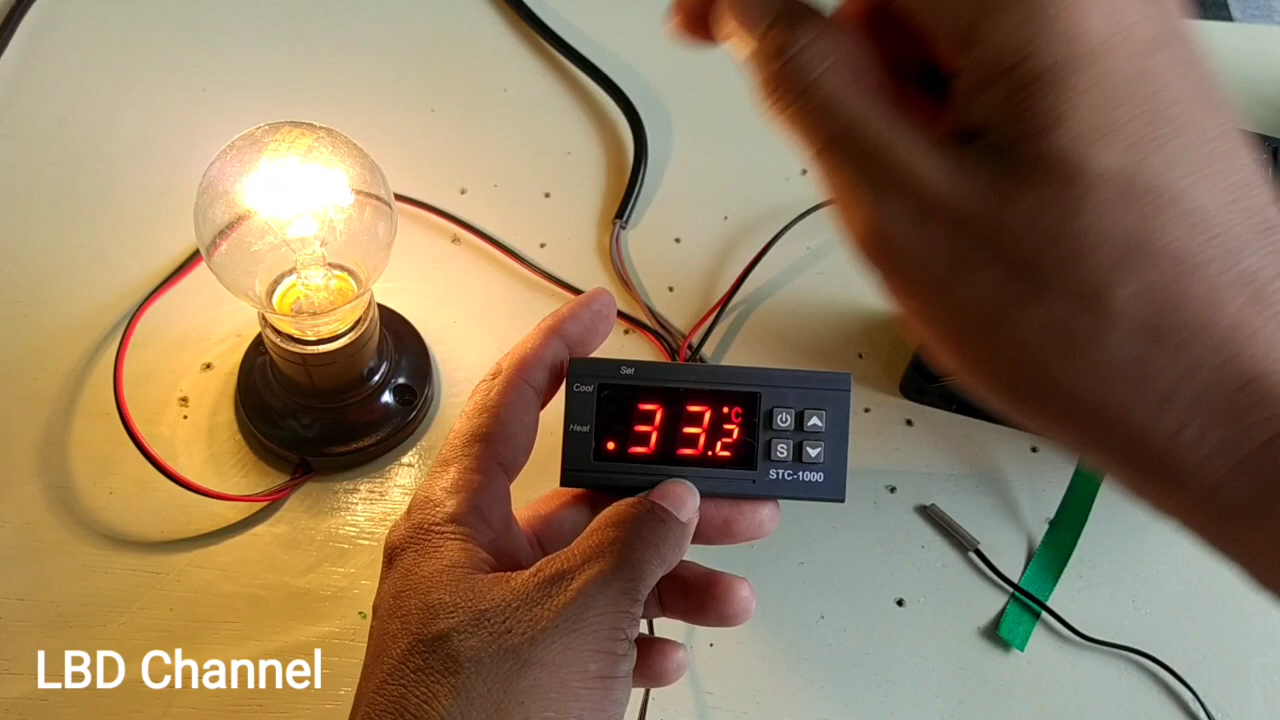 Set
Cool
Heat
.33.2°C
S
STC-1000
LBD Channel